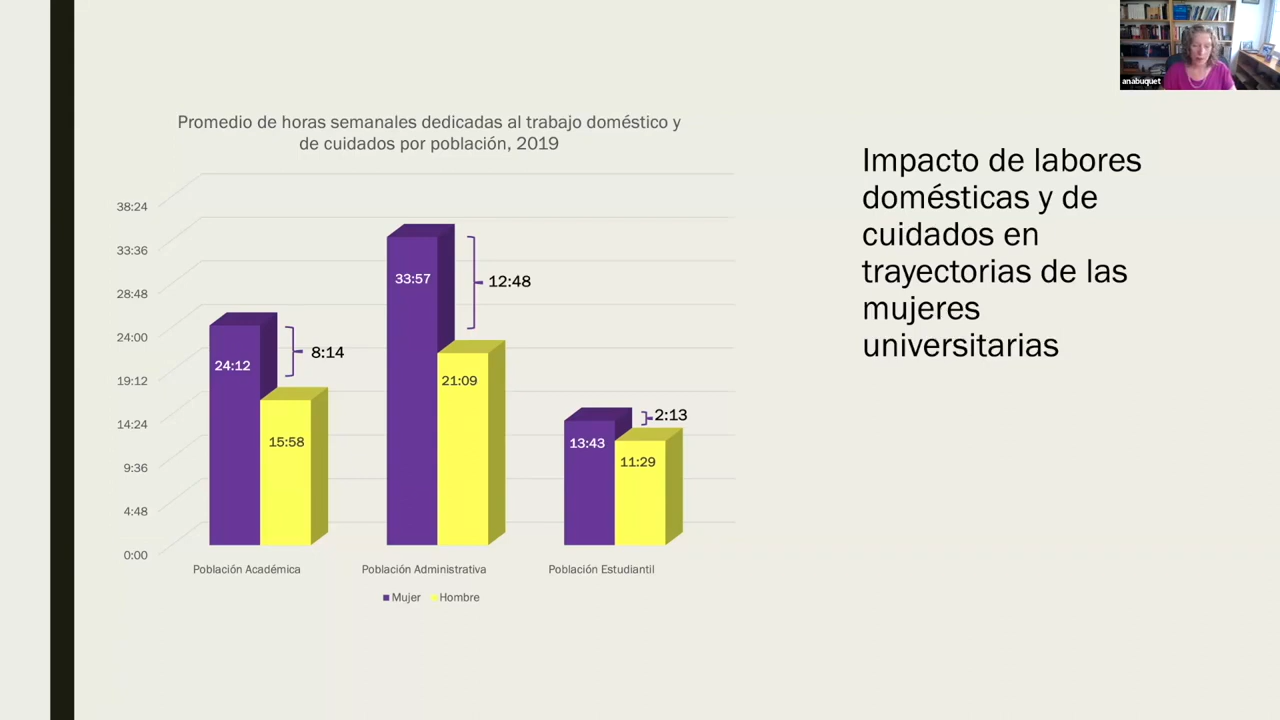 anabuquet
Promedio de horas semanales dedicadas al trabajo doméstico y
de cuidados por población, 2019
Impacto de labores
domésticas y de
cuidados en
trayectorias de las
mujeres
universitarias
38:24
33:36
28:48
24:00
19:12
14:24
9:36
4:48
0:00
24:12
15:58
8:14
33:57
21:09
12:48
13:43
11:29
2:13
Población Académica
Población Administrativa
Población Estudiantil
Mujer
Hombre